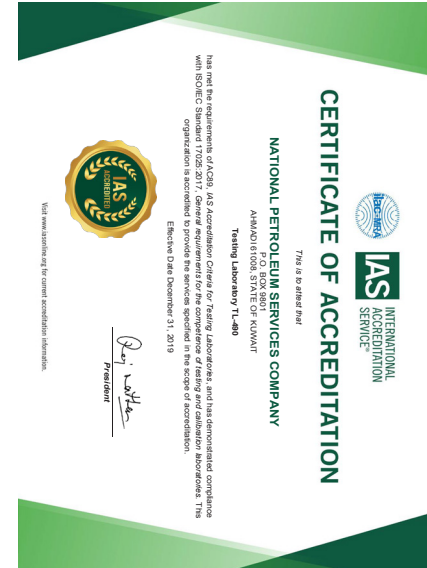 ilac-MRA
IAS
INTERNATIONAL
ACCREDITATION
SERVICE®
CERTIFICATE OF ACCREDITATION
This is to attest that
NATIONAL PETROLEUM SERVICES COMPANY
P.O. BOX 9801
AHMADI 61008, STATE OF KUWAIT
Testing Laboratory TL-490
has met the requirements of AC89, IAS Accreditation Criteria for Testing Laboratories, and has demonstrated compliance
with ISO/IEC Standard 17025:2017, General requirements for the competence of testing and calibration laboratories. This
organization is accredited to provide the services specified in the scope of accreditation.
Effective Date December 31, 2019
IAS
ACCREDITED
President
Visit www.iasonline.org for current accreditation information.